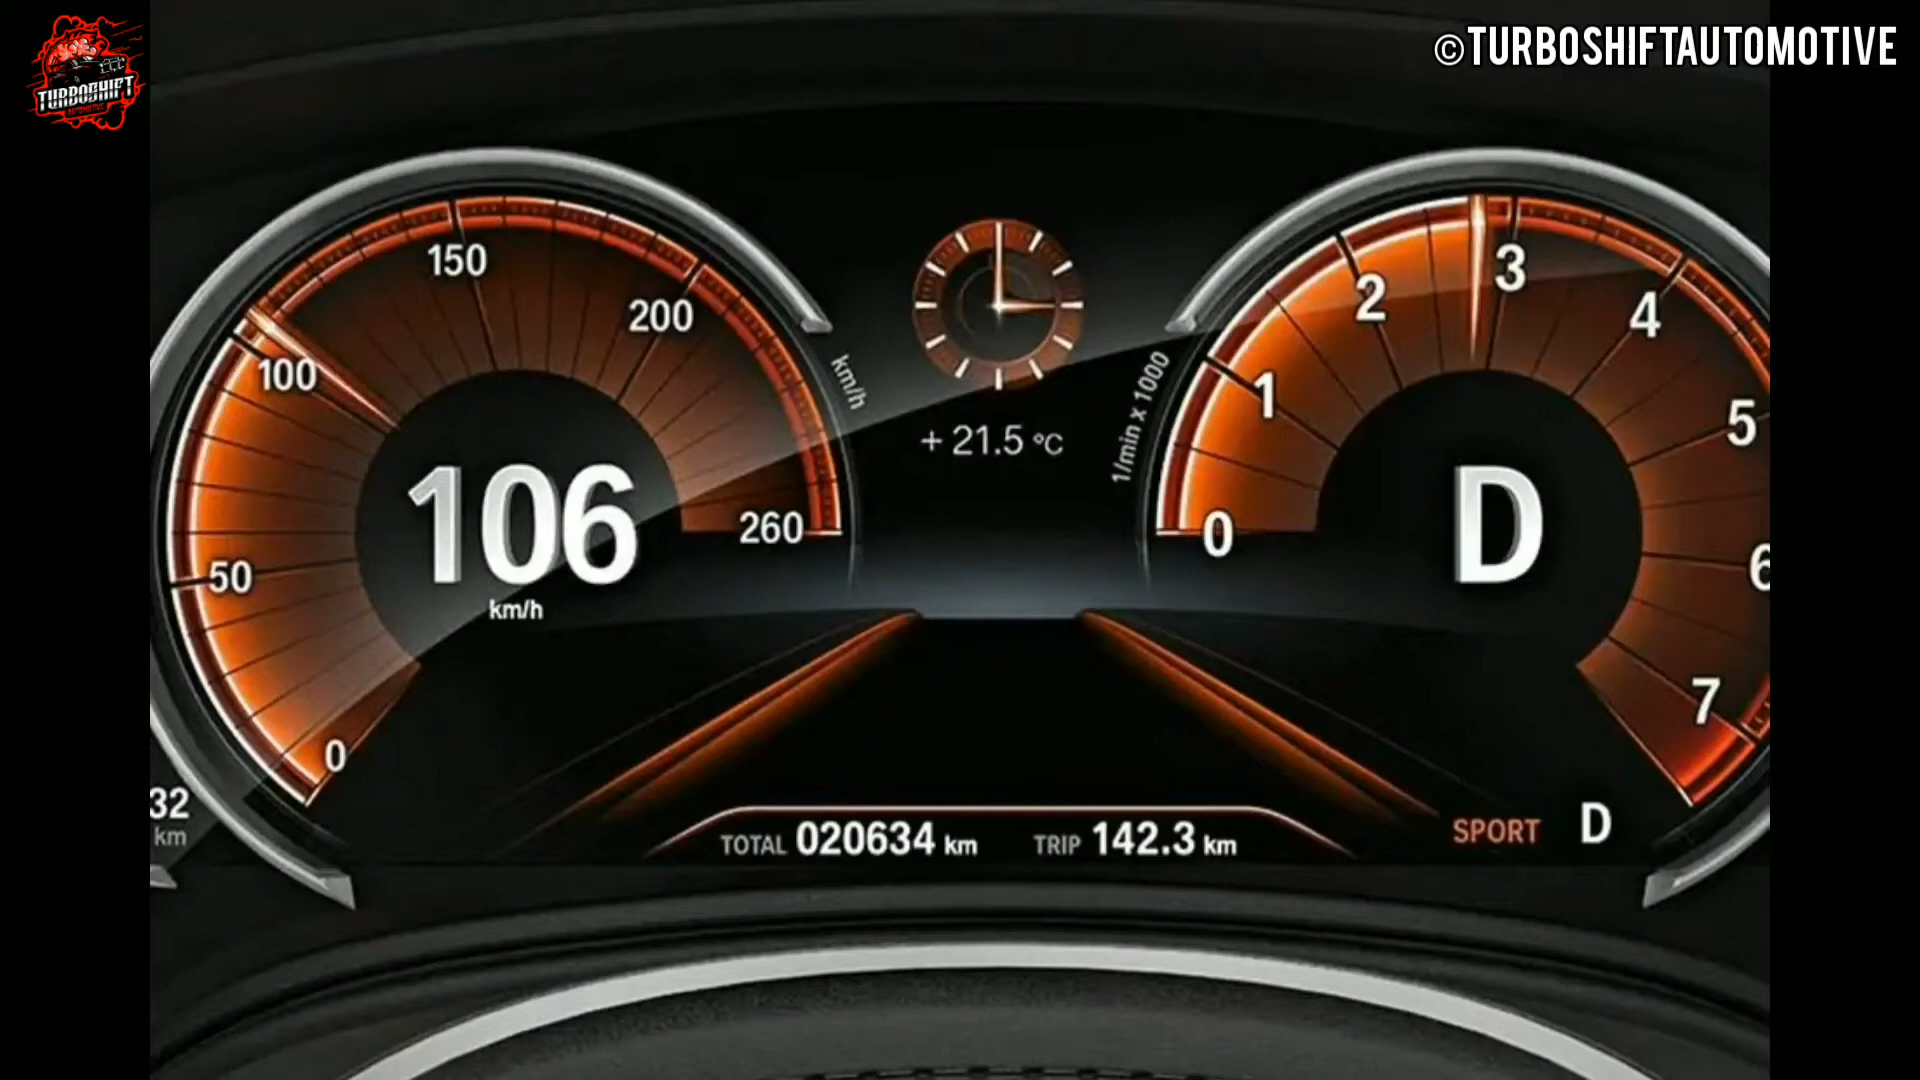 ©TURBOSHIFTAUTOMOTIVE
TURBOSHIFT
AUTOMOTIVE
150
200
100
50
0
260
km/h
106
km/h
+ 21.5 °C
1/min x 1000
0
1
2
3
4
5
6
7
D
32
km
TOTAL 020634 km TRIP 142.3 km
SPORT D